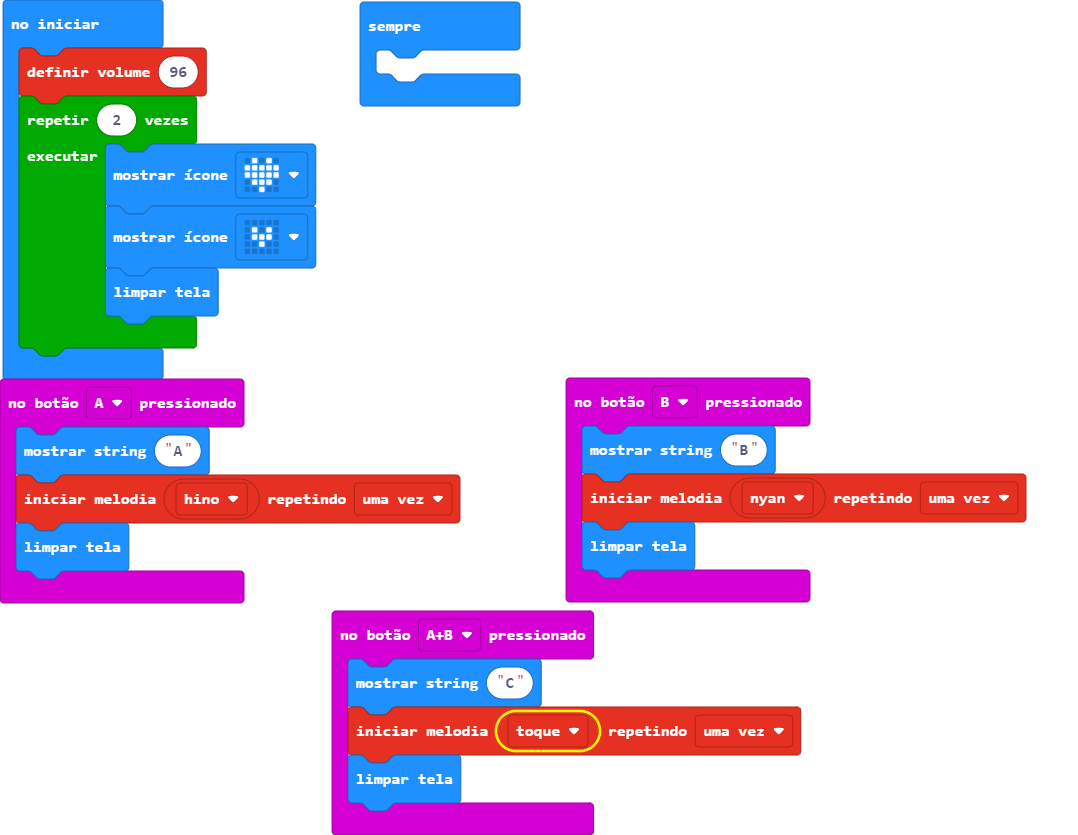 no iniciar
definir volume 96
repetir 2 vezes
executar
mostrar ícone
mostrar ícone
limpar tela
sempre
no botão A pressionado
mostrar string "A"
iniciar melodia hino repetindo uma vez
limpar tela
no botão B pressionado
mostrar string "B"
iniciar melodia nyan repetindo uma vez
limpar tela
no botão A+B pressionado
mostrar string "C"
iniciar melodia toque repetindo uma vez
limpar tela